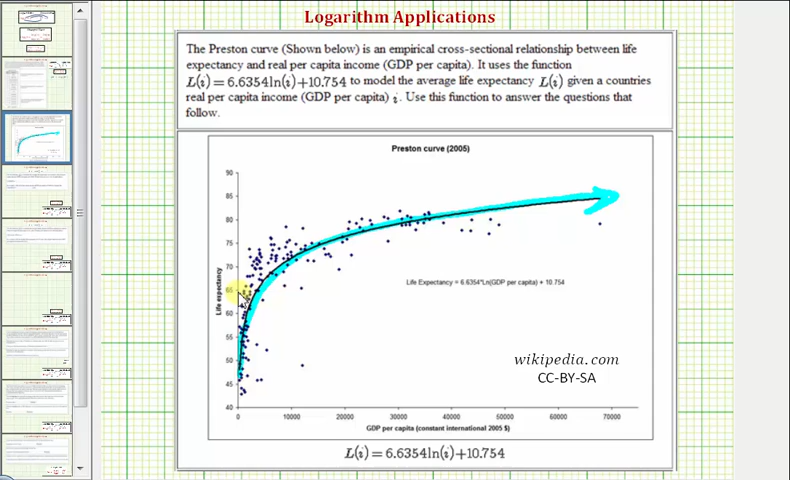 Logarithm Applications
The Preston curve (Shown below) is an empirical cross-sectional relationship between life
expectancy and real per capita income (GDP per capita). It uses the function
L(i) = 6.6354ln(i)+10.754 to model the average life expectancy L(i) given a countries
real per capita income (GDP per capita) i. Use this function to answer the questions that
follow.
Preston curve (2005)
90
85
80
75
70
65
60
55
50
45
40
Life expectancy
Life Expectancy = 6.6354*Ln(GDP per capita) + 10.754
wikipedia.com
CC-BY-SA
0 10000 20000 30000 40000 50000 60000 70000
GDP per capita (constant international 2005 $)
L(i) = 6.6354ln(i)+10.754